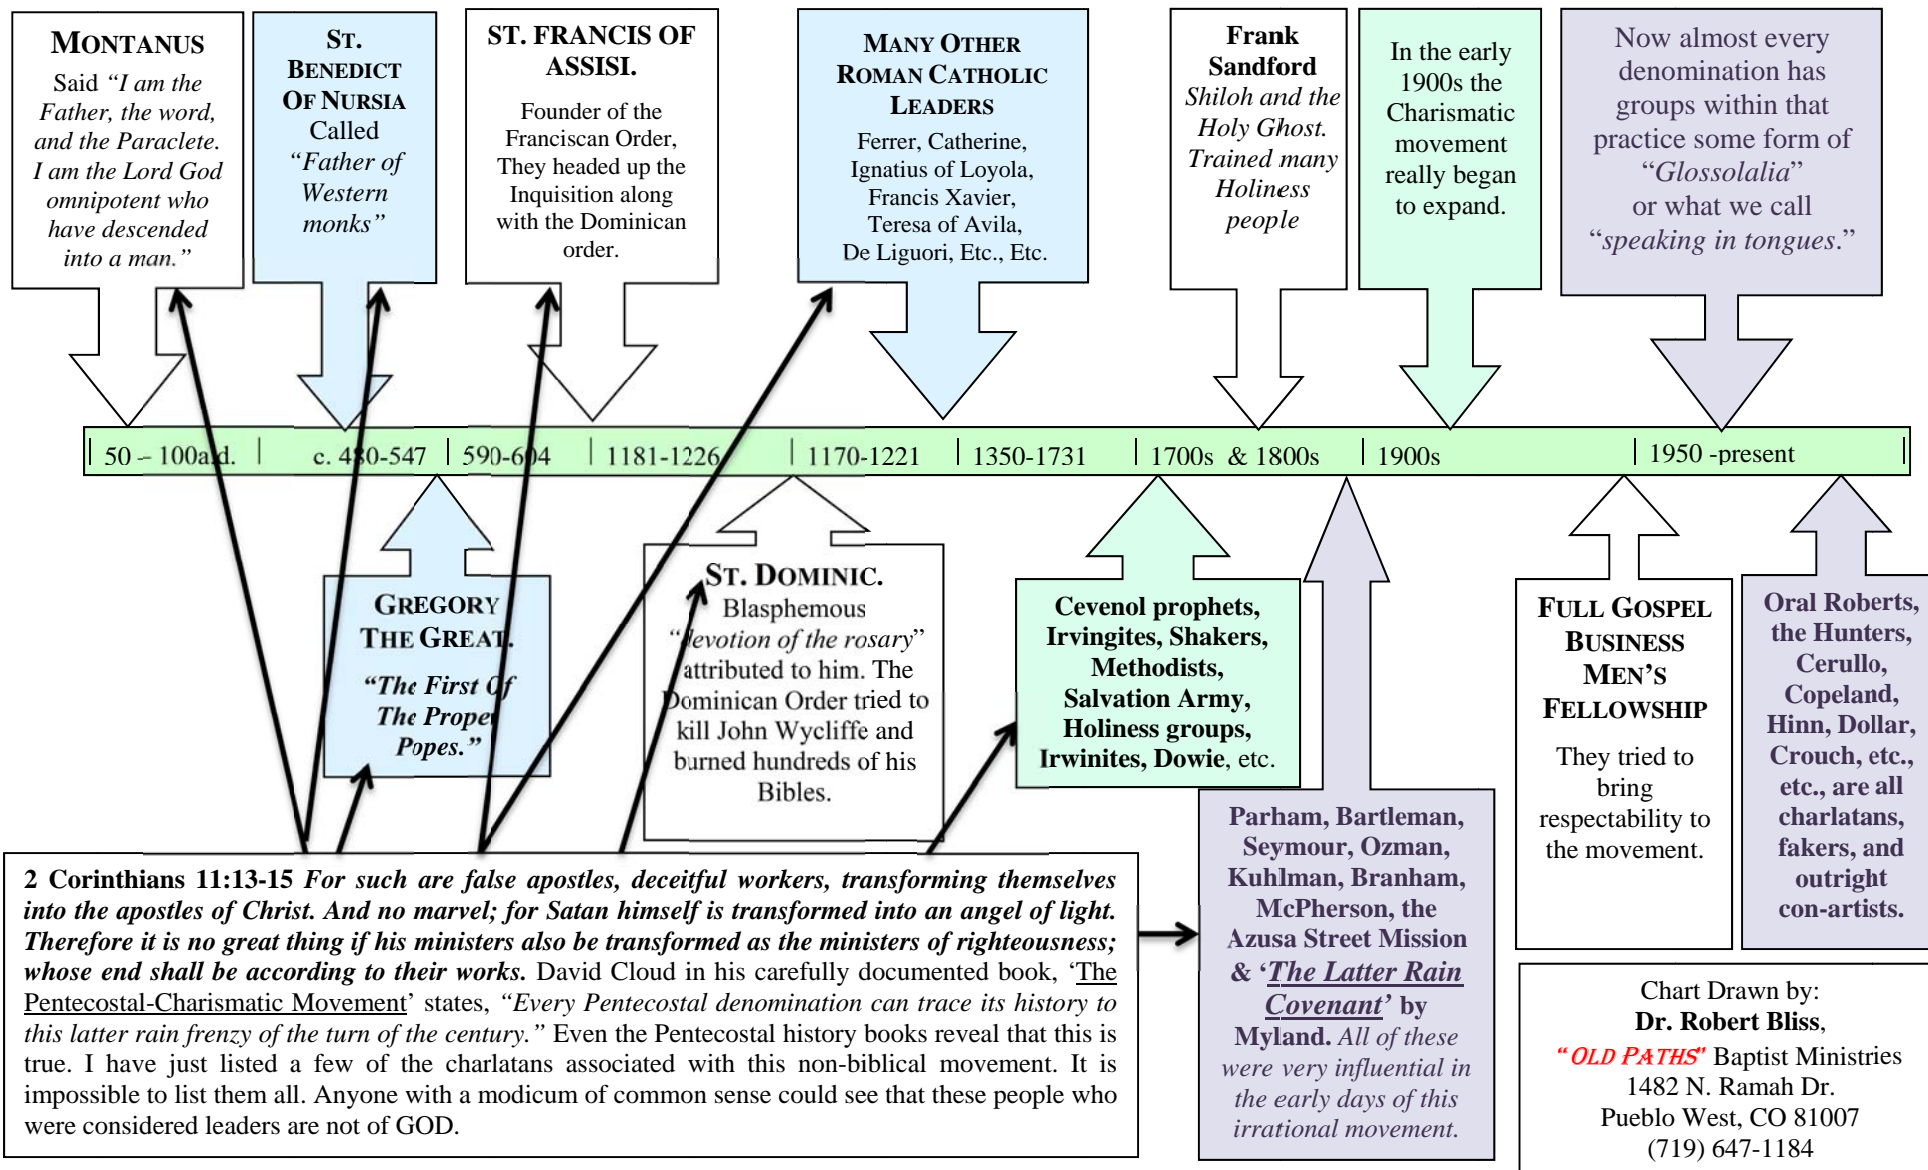 MONTANUS
Said "I am the
Father, the word,
and the Paraclete.
I am the Lord God
omnipotent who
have descended
into a man."
ST.
BENEDICT
OF NURSIA
Called
"Father of
Western
monks"
ST. FRANCIS OF
ASSISI.
Founder of the
Franciscan Order,
They headed up the
Inquisition along
with the Dominican
order.
MANY OTHER
ROMAN CATHOLIC
LEADERS
Ferrer, Catherine,
Ignatius of Loyola,
Francis Xavier,
Teresa of Avila,
De Liguori, Etc., Etc.
Frank
Sandford
Shiloh and the
Holy Ghost.
Trained many
Holiness
people
In the early
1900s the
Charismatic
movement
really began
to expand.
Now almost every
denomination has
groups within that
practice some form of
"Glossolalia"
or what we call
"speaking in tongues."
| 50 – 100a.d. | c. 480-547 | 590-604 | 1181-1226 | 1170-1221 | 1350-1731 | 1700s & 1800s | 1900s | 1950 -present |
GREGORY
THE GREAT.
"The First Of
The Proper
Popes."
ST. DOMINIC.
Blasphemous
"devotion of the rosary"
attributed to him. The
Dominican Order tried to
kill John Wycliffe and
burned hundreds of his
Bibles.
Cevenol prophets,
Irvingites, Shakers,
Methodists,
Salvation Army,
Holiness groups,
Irwinites, Dowie, etc.
Parham, Bartleman,
Seymour, Ozman,
Kuhlman, Branham,
McPherson, the
Azusa Street Mission
& 'The Latter Rain
Covenant' by
Myland. All of these
were very influential in
the early days of this
irrational movement.
FULL GOSPEL
BUSINESS
MEN'S
FELLOWSHIP
They tried to
bring
respectability to
the movement.
Oral Roberts,
the Hunters,
Cerullo,
Copeland,
Hinn, Dollar,
Crouch, etc.,
etc., are all
charlatans,
fakers, and
outright
con-artists.
2 Corinthians 11:13-15 For such are false apostles, deceitful workers, transforming themselves
into the apostles of Christ. And no marvel; for Satan himself is transformed into an angel of light.
Therefore it is no great thing if his ministers also be transformed as the ministers of righteousness;
whose end shall be according to their works. David Cloud in his carefully documented book, 'The
Pentecostal-Charismatic Movement' states, "Every Pentecostal denomination can trace its history to
this latter rain frenzy of the turn of the century." Even the Pentecostal history books reveal that this is
true. I have just listed a few of the charlatans associated with this non-biblical movement. It is
impossible to list them all. Anyone with a modicum of common sense could see that these people who
were considered leaders are not of GOD.
Chart Drawn by:
Dr. Robert Bliss,
"OLD PATHS" Baptist Ministries
1482 N. Ramah Dr.
Pueblo West, CO 81007
(719) 647-1184